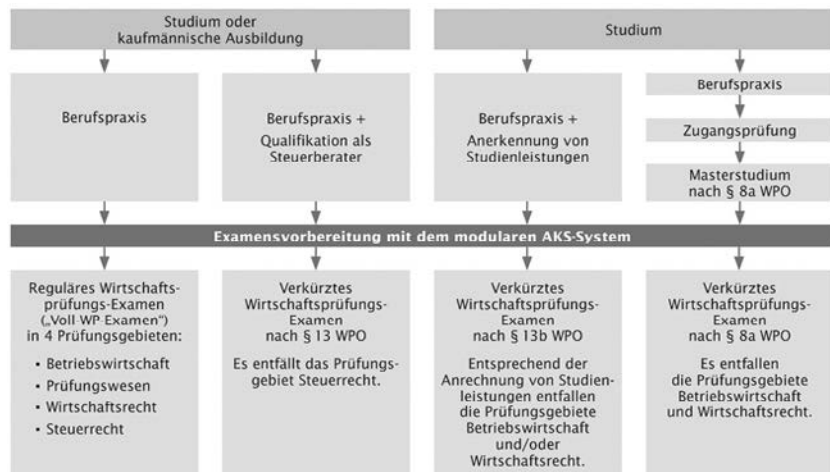 Studium oder
kaufmännische Ausbildung
Studium
Berufspraxis
Berufspraxis +
Qualifikation als
Steuerberater
Berufspraxis +
Anerkennung von
Studienleistungen
Berufspraxis
Zugangsprüfung
Masterstudium
nach § 8a WPO
Examensvorbereitung mit dem modularen AKS-System
Reguläres Wirtschafts-
prüfungs-Examen
(„Voll-WP-Examen“)
in 4 Prüfungsgebieten:
▪ Betriebswirtschaft
▪ Prüfungswesen
▪ Wirtschaftsrecht
▪ Steuerrecht
Verkürztes
Wirtschaftsprüfungs-
Examen
nach § 13 WPO
Es entfällt das Prüfungs-
gebiet Steuerrecht.
Verkürztes
Wirtschaftsprüfungs-
Examen
nach § 13b WPO
Entsprechend der
Anrechnung von Studien-
leistungen entfallen
die Prüfungsgebiete
Betriebswirtschaft
und/oder
Wirtschaftsrecht.
Verkürztes
Wirtschaftsprüfungs-
Examen
nach § 8a WPO
Es entfallen
die Prüfungsgebiete
Betriebswirtschaft
und Wirtschaftsrecht.